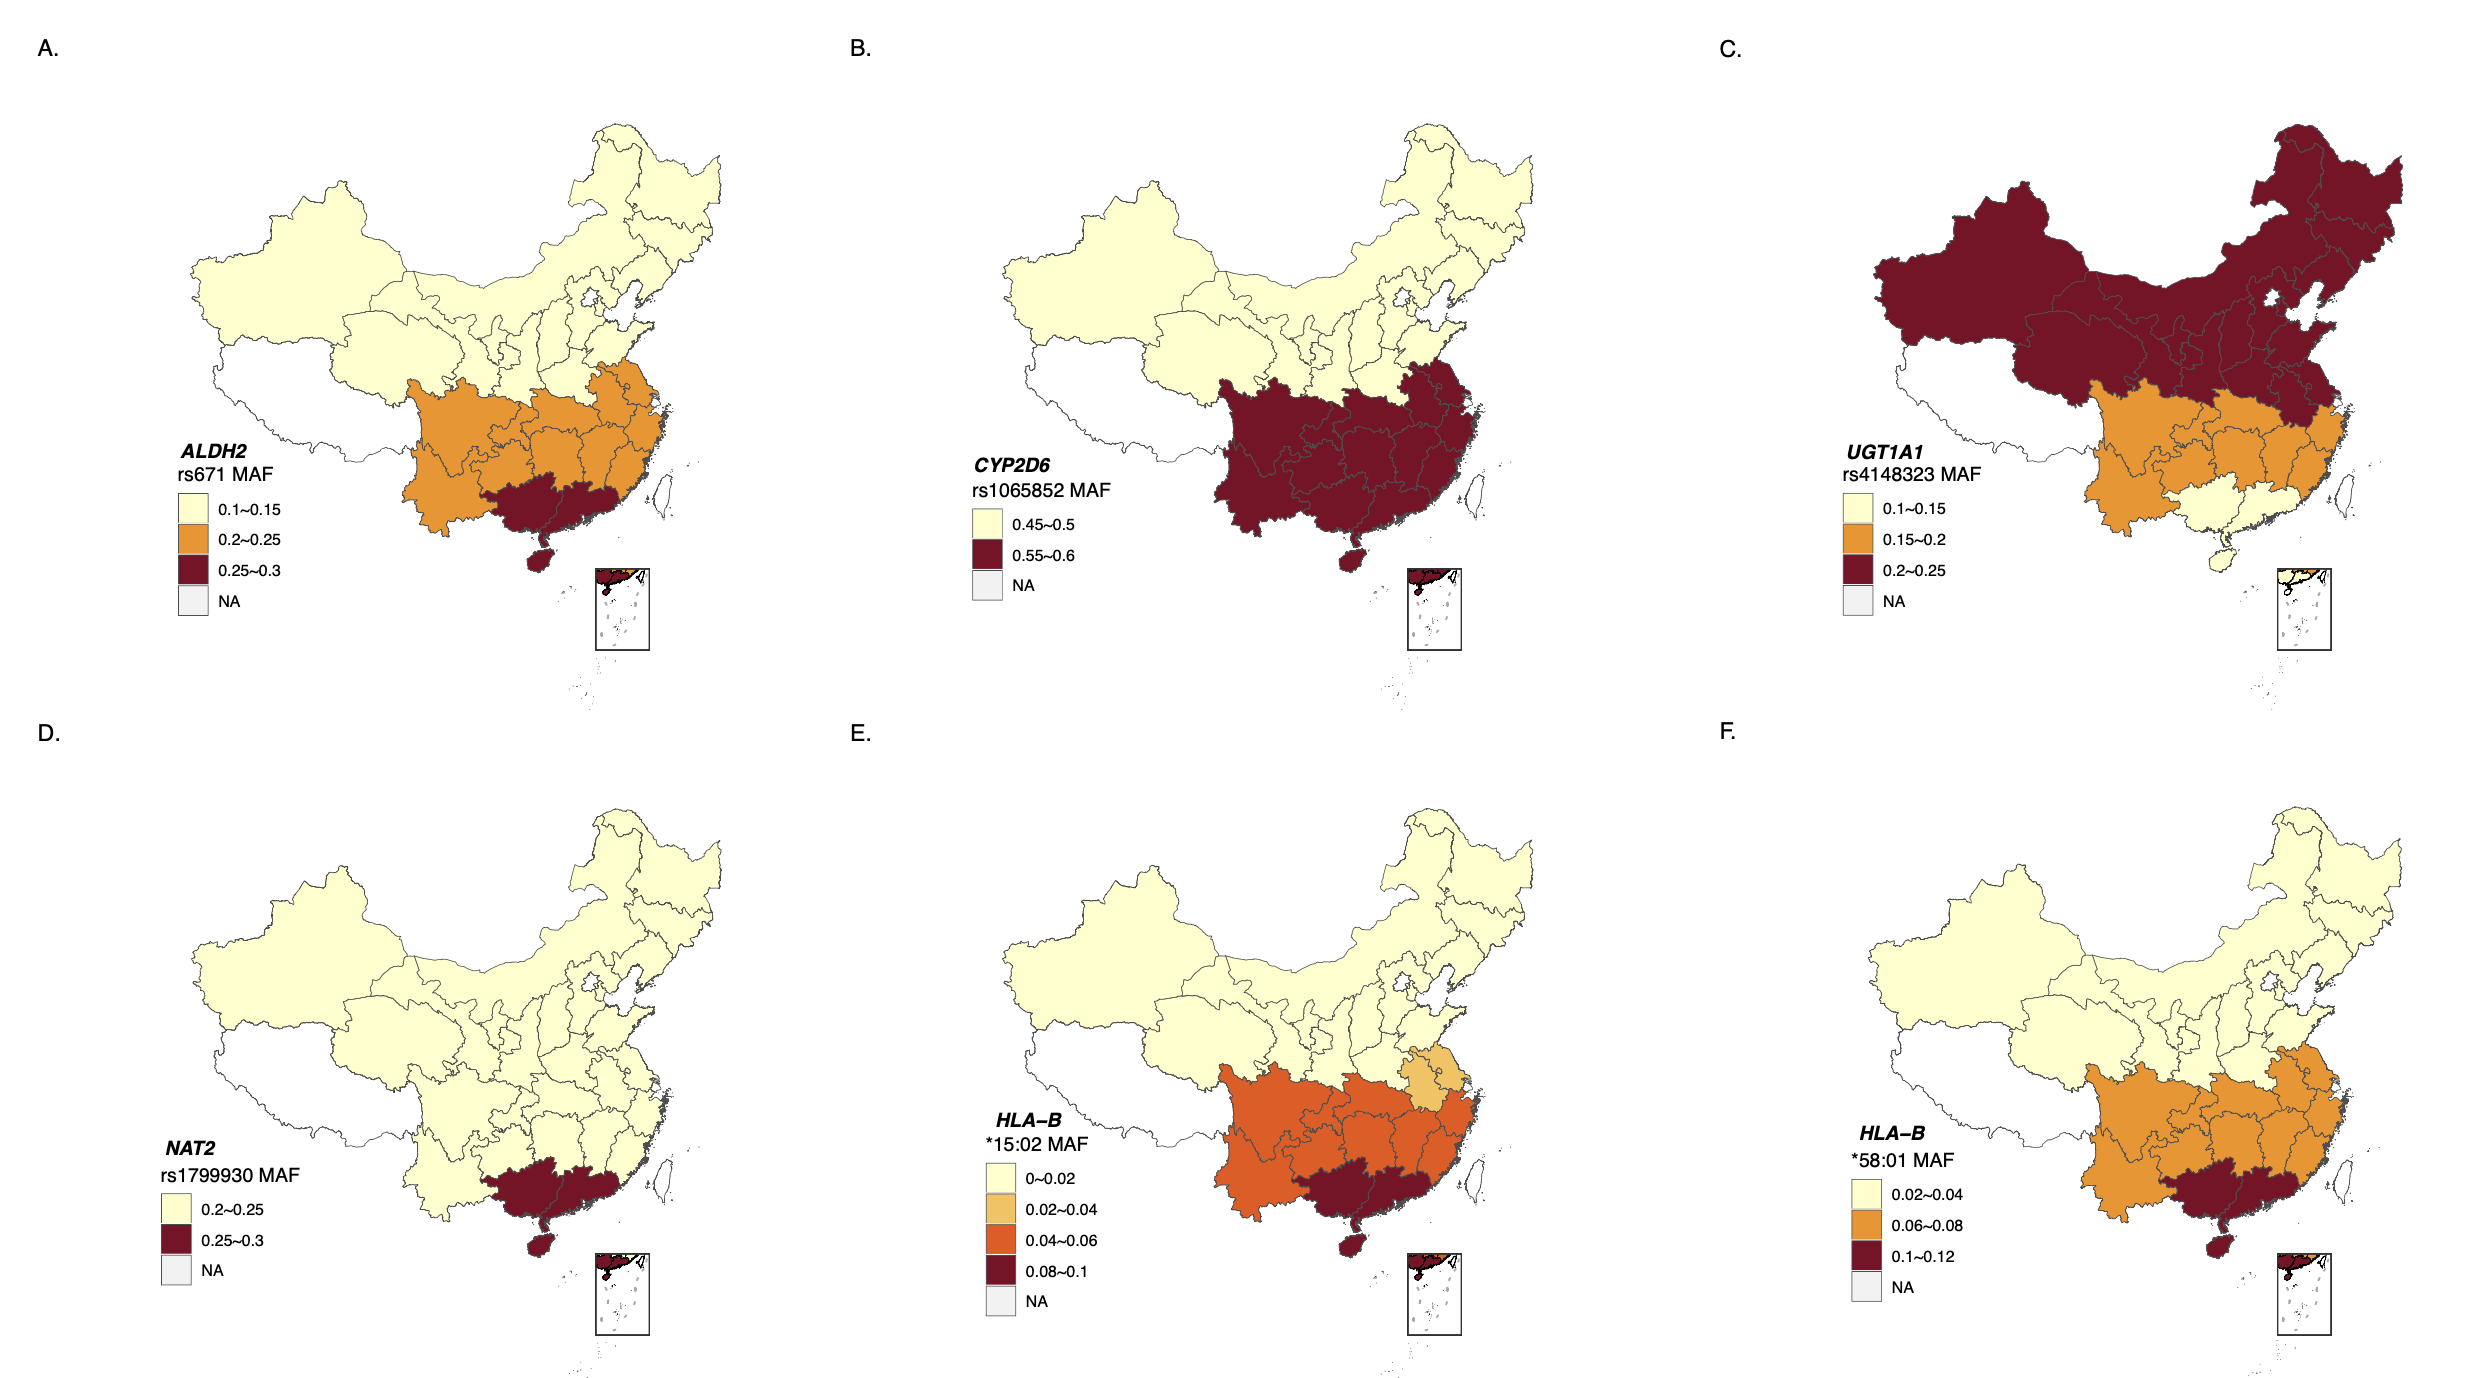 A.
ALDH2
rs671 MAF
0.1~0.15
0.2~0.25
0.25~0.3
NA
B.
CYP2D6
rs1065852 MAF
0.45~0.5
0.55~0.6
NA
C.
UGT1A1
rs4148323 MAF
0.1~0.15
0.15~0.2
0.2~0.25
NA
D.
NAT2
rs1799930 MAF
0.2~0.25
0.25~0.3
NA
E.
HLA−B
*15:02 MAF
0~0.02
0.02~0.04
0.04~0.06
0.08~0.1
NA
F.
HLA−B
*58:01 MAF
0.02~0.04
0.06~0.08
0.1~0.12
NA